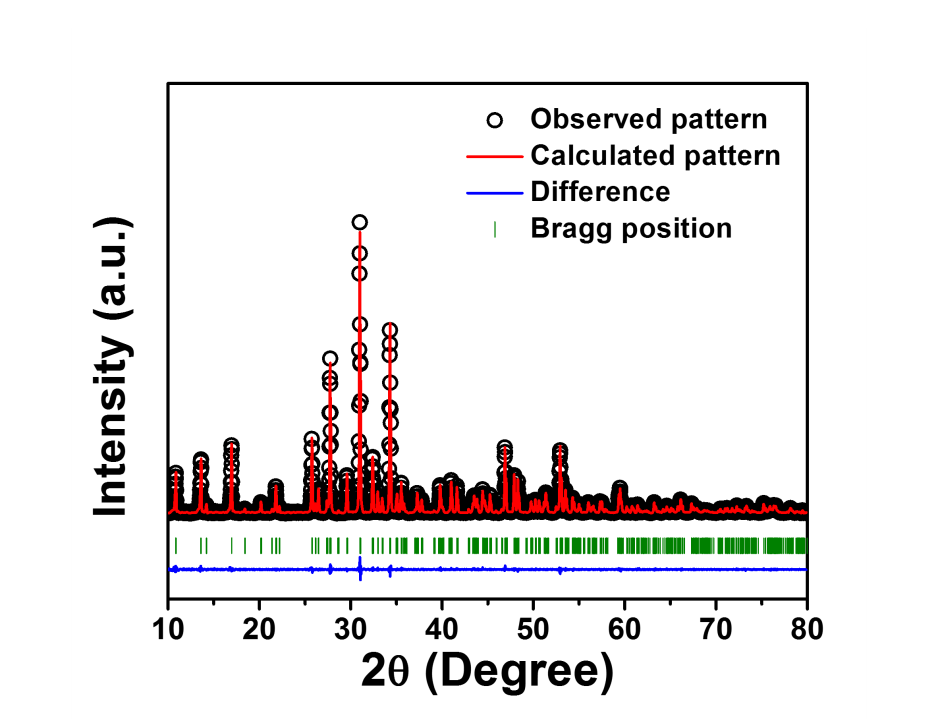 Observed pattern
Calculated pattern
Difference
Bragg position
Intensity (a.u.)
10 20 30 40 50 60 70 80
2θ (Degree)